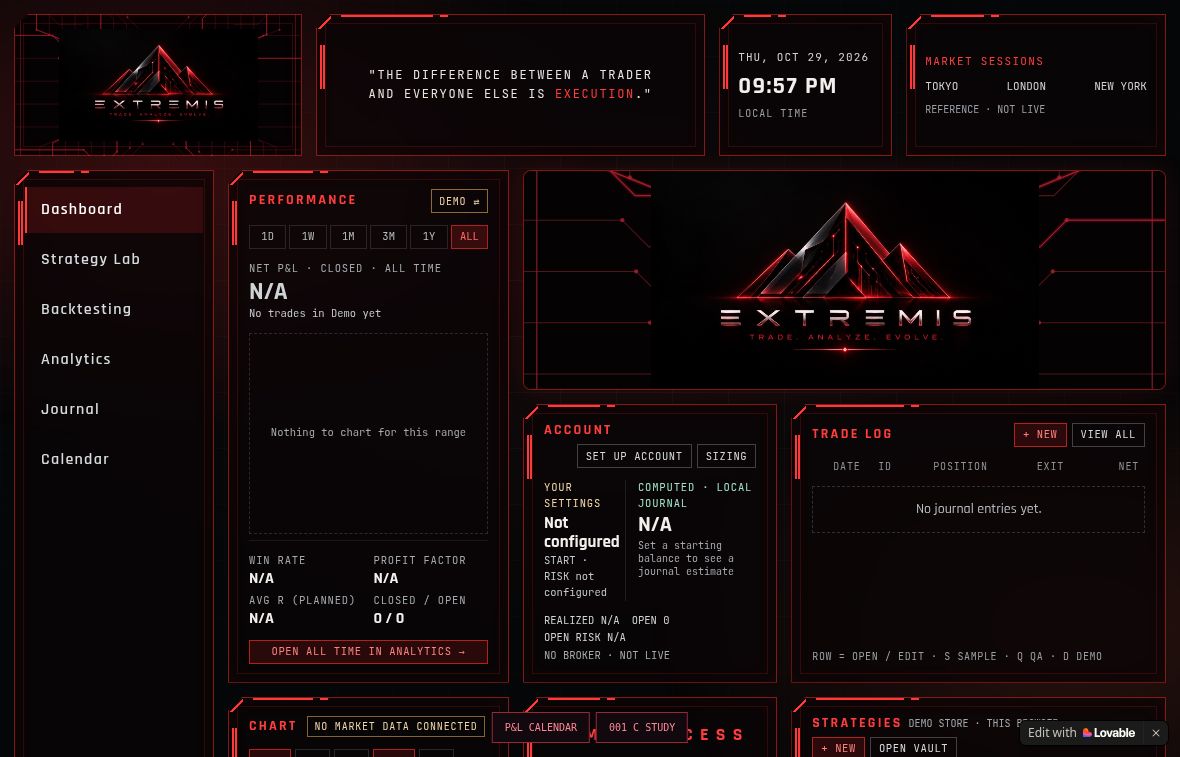 EXTREMIS
TRADE. ANALYZE. EVOLVE.
"THE DIFFERENCE BETWEEN A TRADER
AND EVERYONE ELSE IS EXECUTION."
THU, OCT 29, 2026
09:57 PM
LOCAL TIME
MARKET SESSIONS
TOKYO LONDON NEW YORK
REFERENCE · NOT LIVE
Dashboard
Strategy Lab
Backtesting
Analytics
Journal
Calendar
PERFORMANCE
DEMO ⇄
1D 1W 1M 3M 1Y ALL
NET P&L · CLOSED · ALL TIME
N/A
No trades in Demo yet
Nothing to chart for this range
WIN RATE PROFIT FACTOR
N/A N/A
AVG R (PLANNED) CLOSED / OPEN
N/A 0 / 0
OPEN ALL TIME IN ANALYTICS →
EXTREMIS
TRADE. ANALYZE. EVOLVE.
ACCOUNT
SET UP ACCOUNT SIZING
YOUR
SETTINGS
Not
configured
START ·
RISK not
configured
COMPUTED · LOCAL
JOURNAL
N/A
Set a starting
balance to see a
journal estimate
REALIZED N/A OPEN 0
OPEN RISK N/A
NO BROKER · NOT LIVE
TRADE LOG
+ NEW VIEW ALL
DATE ID POSITION EXIT NET
No journal entries yet.
ROW = OPEN / EDIT · S SAMPLE · Q QA · D DEMO
CHART NO MARKET DATA CONNECTED
P&L CALENDAR 001 C STUDY
CESS
STRATEGIES DEMO STORE · THIS
+ NEW OPEN VAULT
Edit with Lovable ×